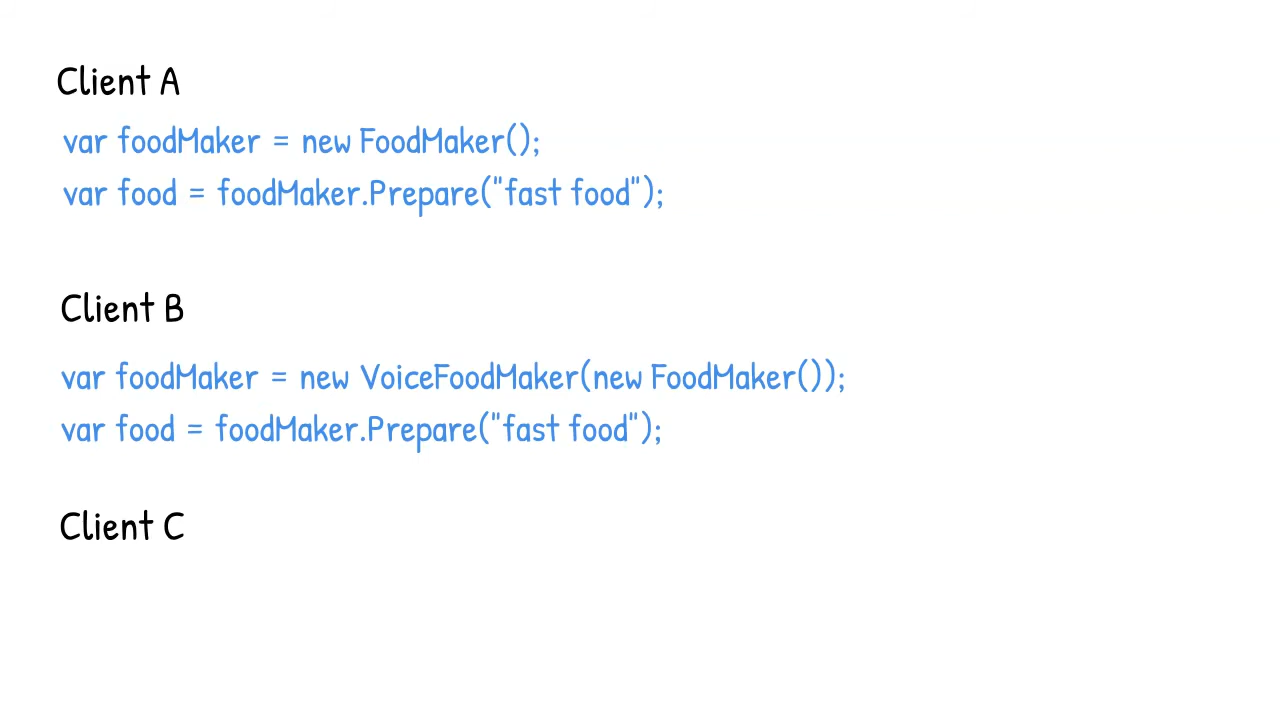 Client A
var foodMaker = new FoodMaker();
var food = foodMaker.Prepare("fast food");
Client B
var foodMaker = new VoiceFoodMaker(new FoodMaker());
var food = foodMaker.Prepare("fast food");
Client C